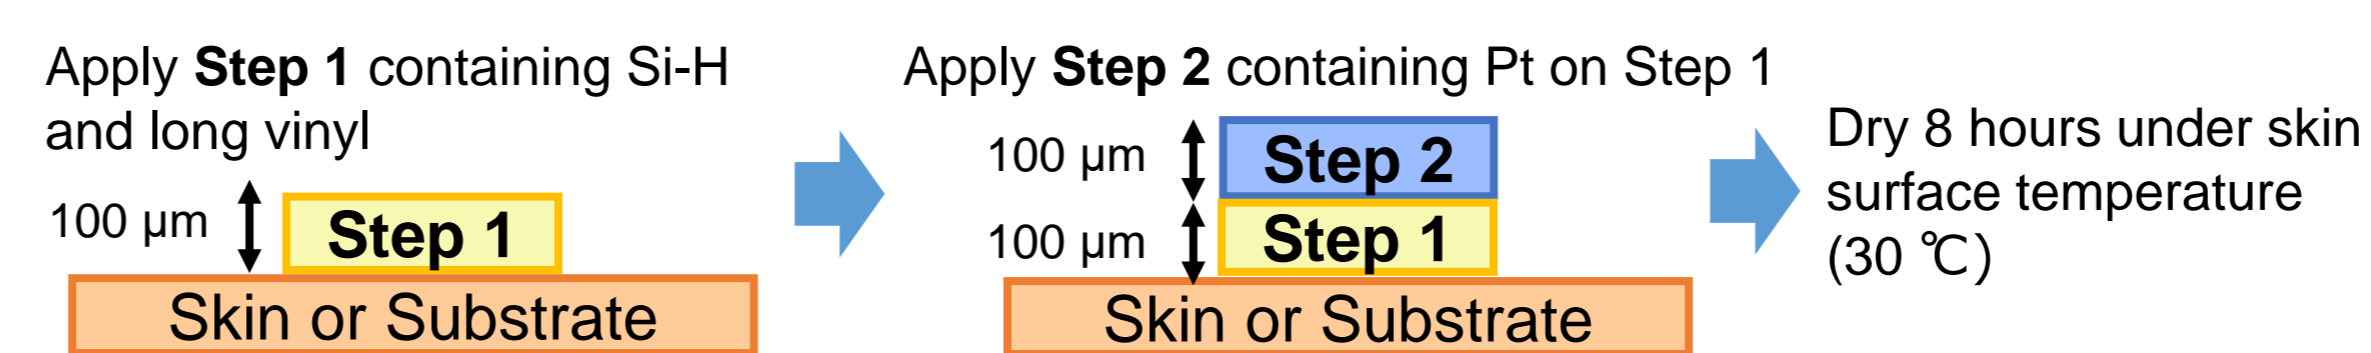 Apply Step 1 containing Si-H
and long vinyl
100 μm
Step 1
Skin or Substrate
Apply Step 2 containing Pt on Step 1
100 μm
Step 2
100 μm
Step 1
Skin or Substrate
Dry 8 hours under skin
surface temperature
(30 ℃)